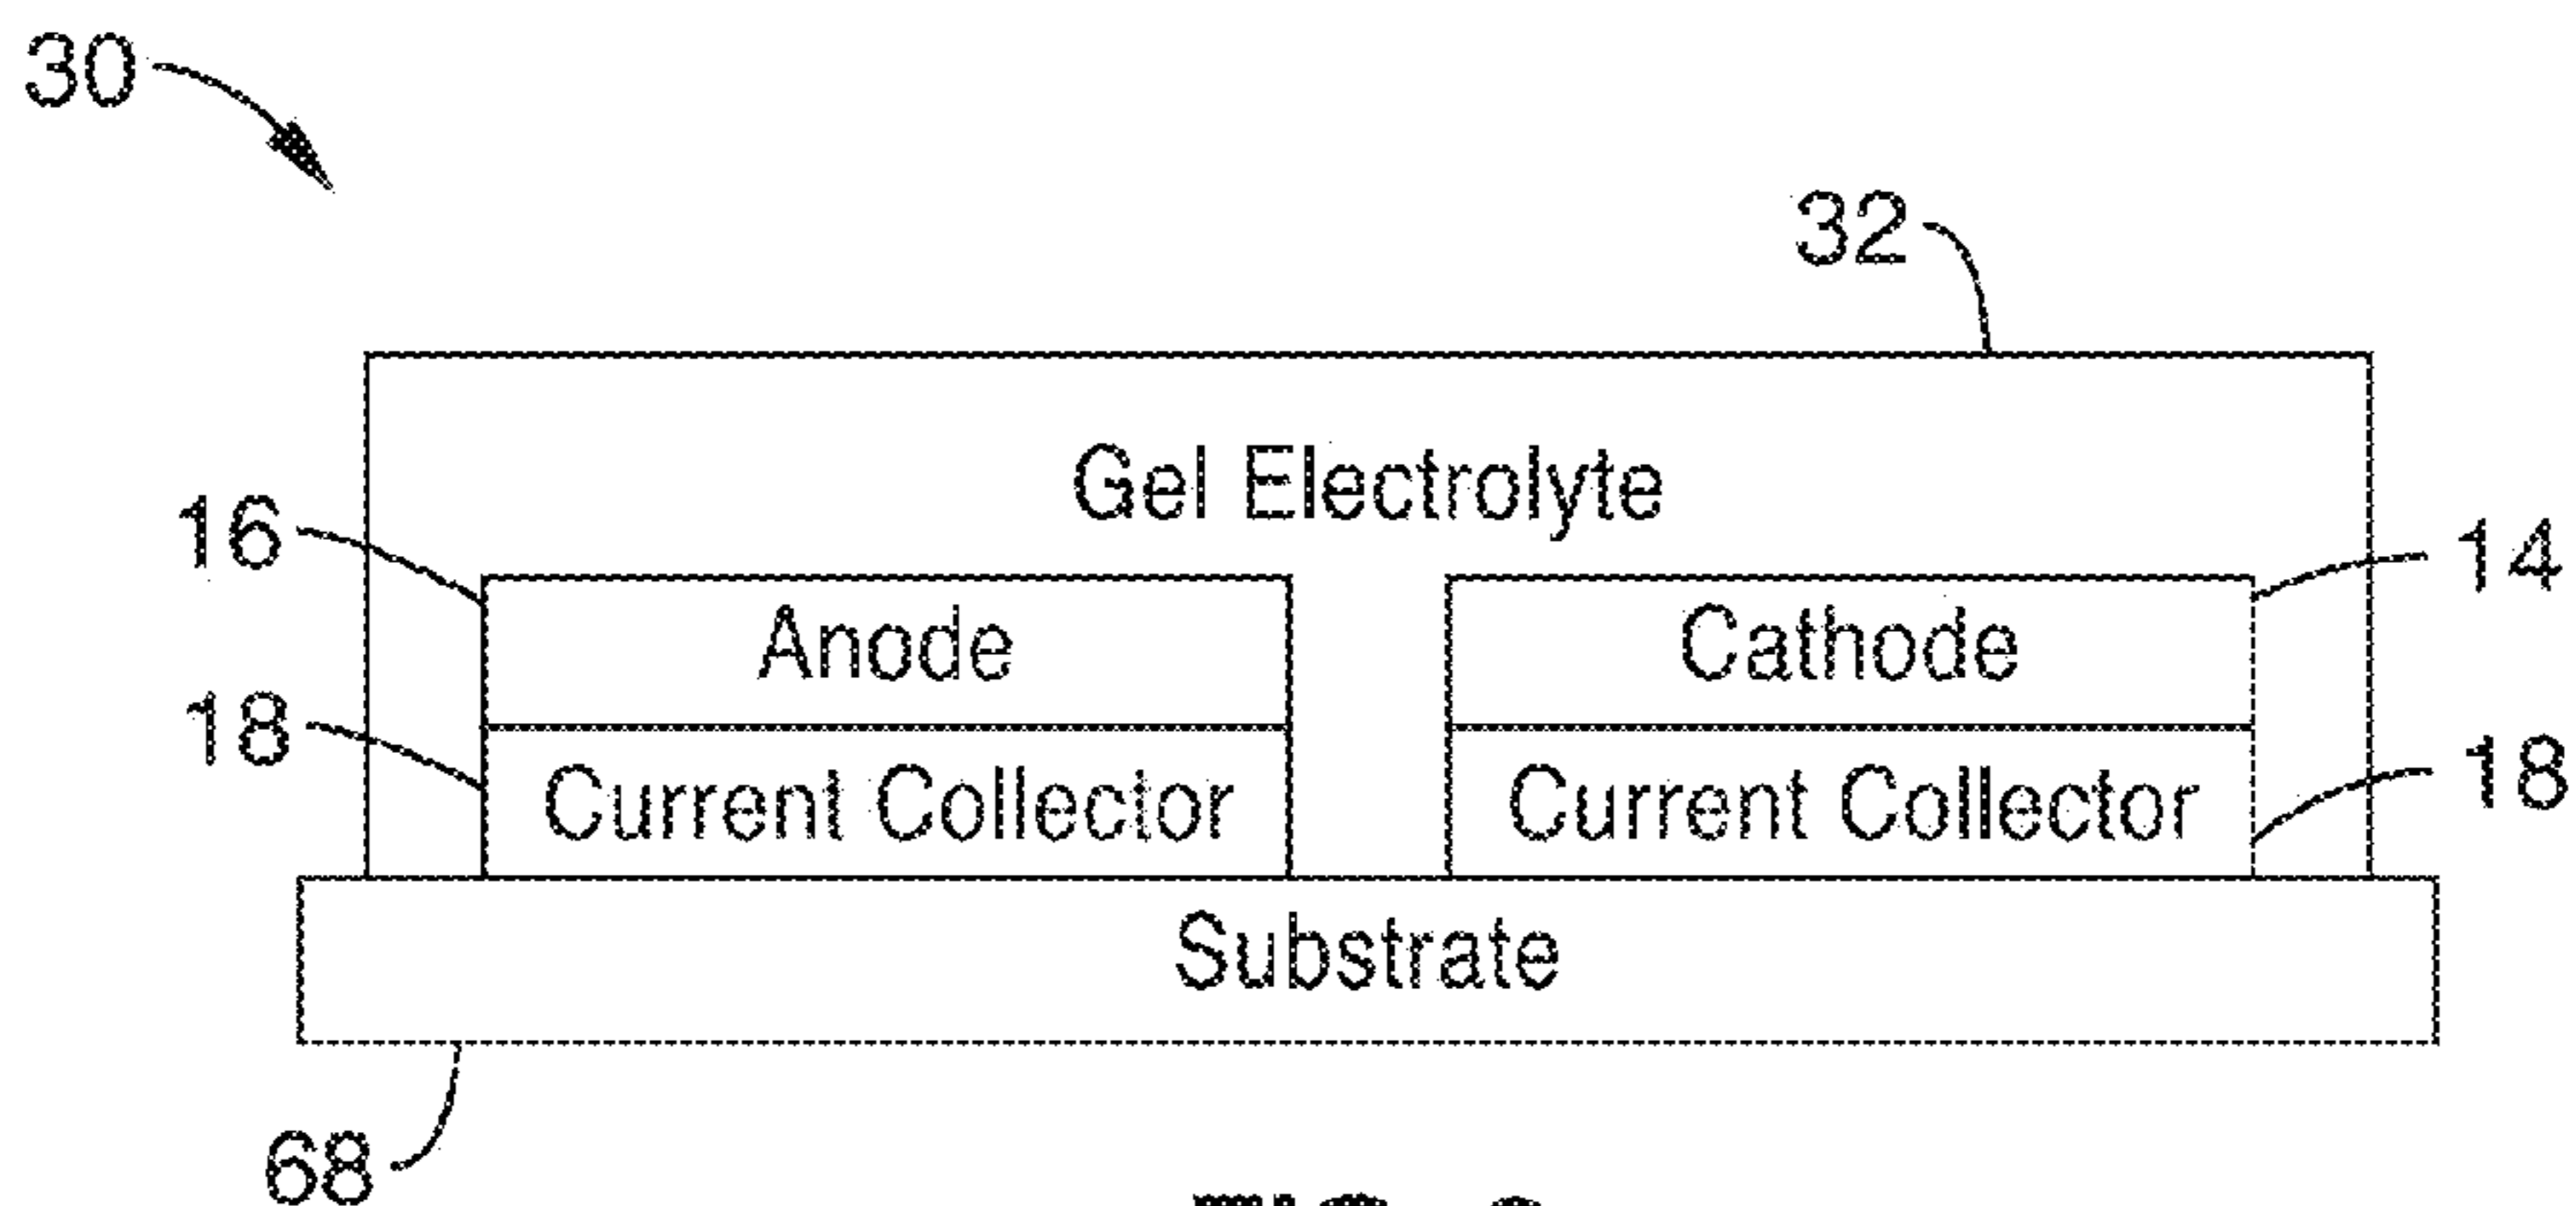 30
32
Gel Electrolyte
16
14
Anode
Cathode
18
18
Current Collector
Current Collector
Substrate
68